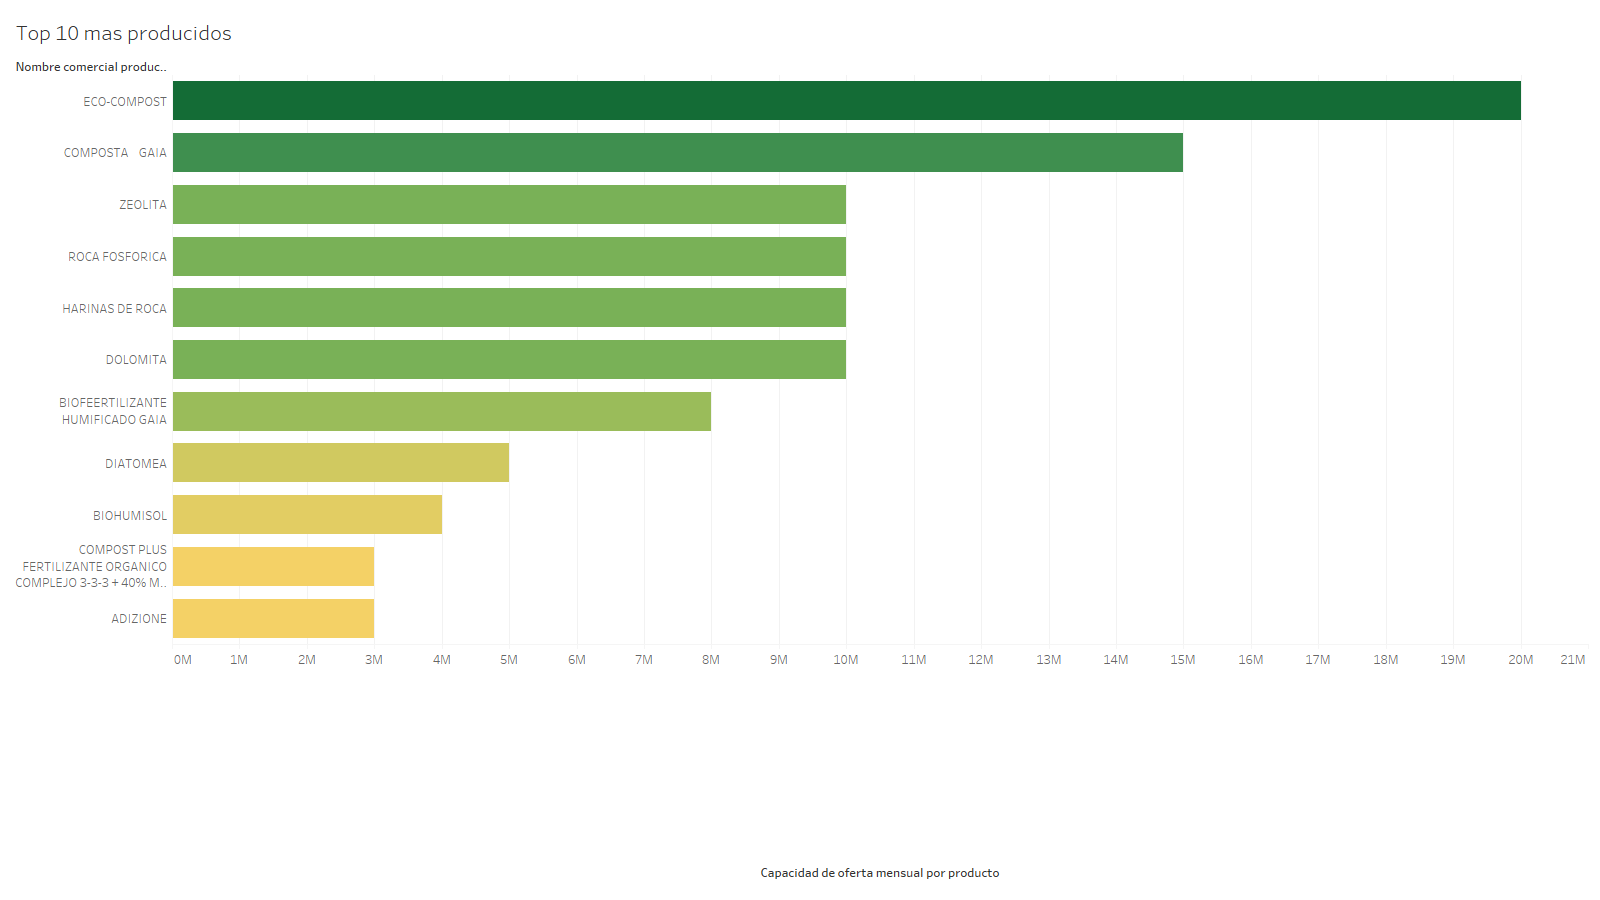 Top 10 mas producidos
Nombre comercial produc..
ECO-COMPOST
COMPOSTA GAIA
ZEOLITA
ROCA FOSFORICA
HARINAS DE ROCA
DOLOMITA
BIOFEERTILIZANTE
HUMIFICADO GAIA
DIATOMEA
BIOHUMISOL
COMPOST PLUS
FERTILIZANTE ORGANICO
COMPLEJO 3-3-3 + 40% M..
ADIZIONE
0M 1M 2M 3M 4M 5M 6M 7M 8M 9M 10M 11M 12M 13M 14M 15M 16M 17M 18M 19M 20M 21M
Capacidad de oferta mensual por producto